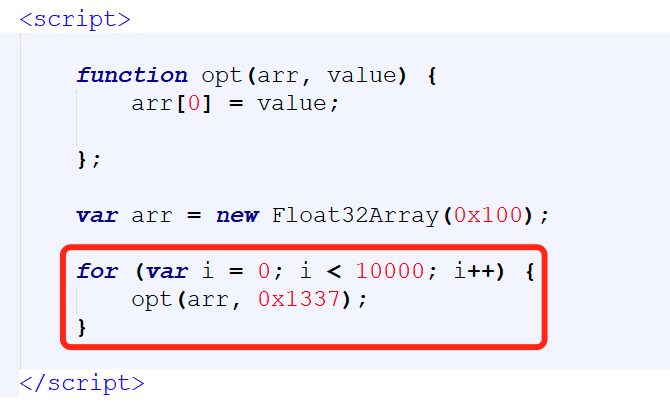 <script>
function opt(arr, value) {
arr[0] = value;
};
var arr = new Float32Array(0x100);
for (var i = 0; i < 10000; i++) {
opt(arr, 0x1337);
}
</script>